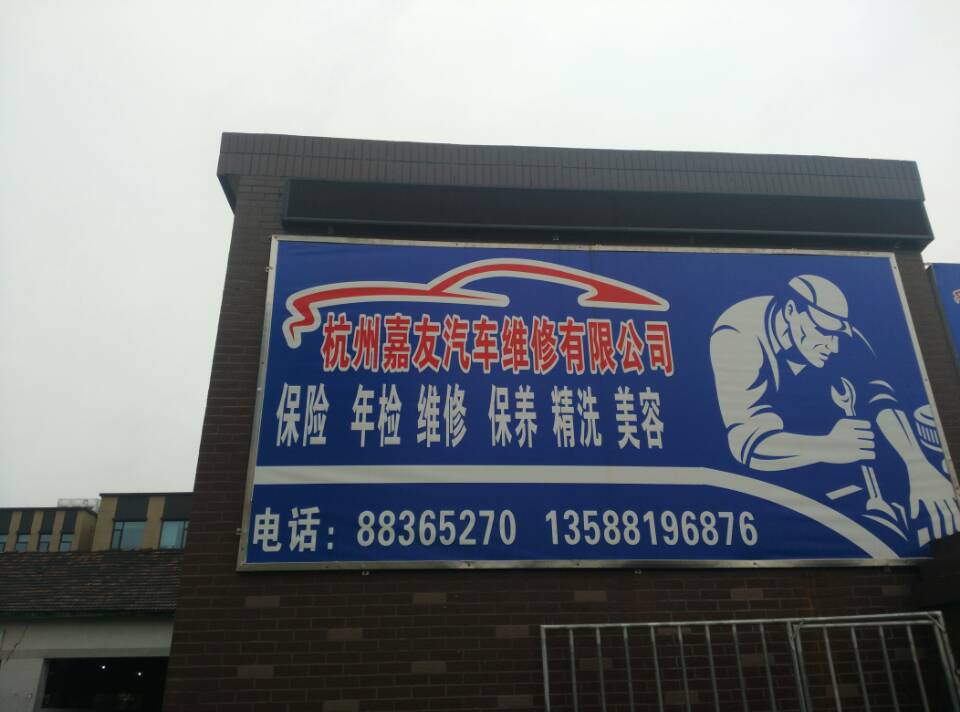 杭州嘉友汽车维修有限公司
保险 年检 维修 保养 精洗 美容
电话：88365270 13588196876